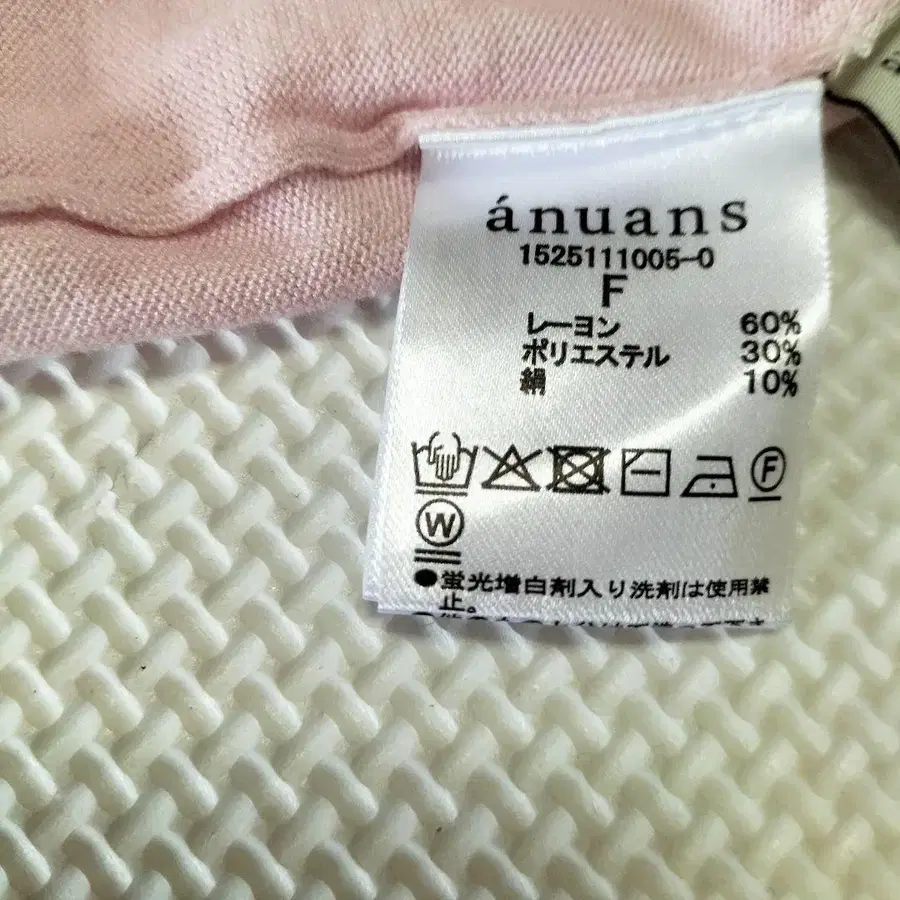 ánuans
1525111005-0
F
レーヨン 60%
ポリエステル 30%
絹 10%
F
W
●蛍光増白剤入り洗剤は使用禁
止。